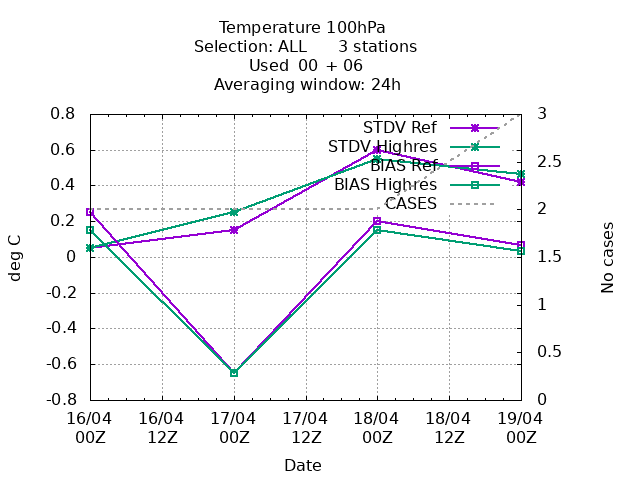 Temperature 100hPa
Selection: ALL 3 stations
Used 00 + 06
Averaging window: 24h
0.8
0.6
0.4
0.2
0
-0.2
-0.4
-0.6
-0.8
deg C
STDV Ref
STDV Highres
BIAS Ref
BIAS Highres
CASES
3
2.5
2
1.5
1
0.5
0
No cases
16/04 16/04 17/04 17/04 18/04 18/04 19/04
00Z 12Z 00Z 12Z 00Z 12Z 00Z
Date